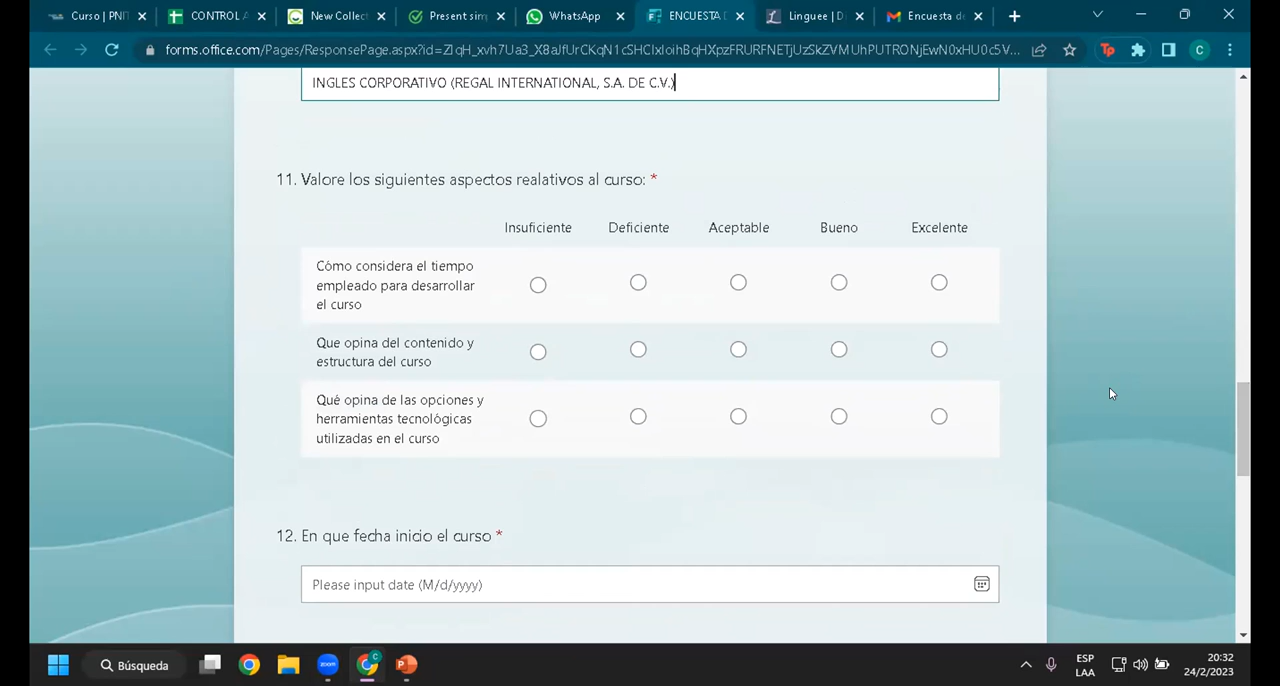 Curso | PNI
CONTROL A
New Collect
Present sim
WhatsApp
ENCUESTA D
Linguee | D
Encuesta de
forms.office.com/Pages/ResponsePage.aspx?id=ZIqH_xvh7Ua3_X8aJfUrCKqN1cSHClxIoihBqHXpzFRURFNETjUzSkZVMUhPUTRONjEwN0xHU0c5V...
INGLES CORPORATIVO (REGAL INTERNATIONAL, S.A. DE C.V.)
11. Valore los siguientes aspectos realativos al curso: *
Insuficiente Deficiente Aceptable Bueno Excelente
Cómo considera el tiempo
empleado para desarrollar
el curso
Que opina del contenido y
estructura del curso
Qué opina de las opciones y
herramientas tecnológicas
utilizadas en el curso
12. En que fecha inicio el curso *
Please input date (M/d/yyyy)
Búsqueda
zoom
ESP
LAA
20:32
24/2/2023